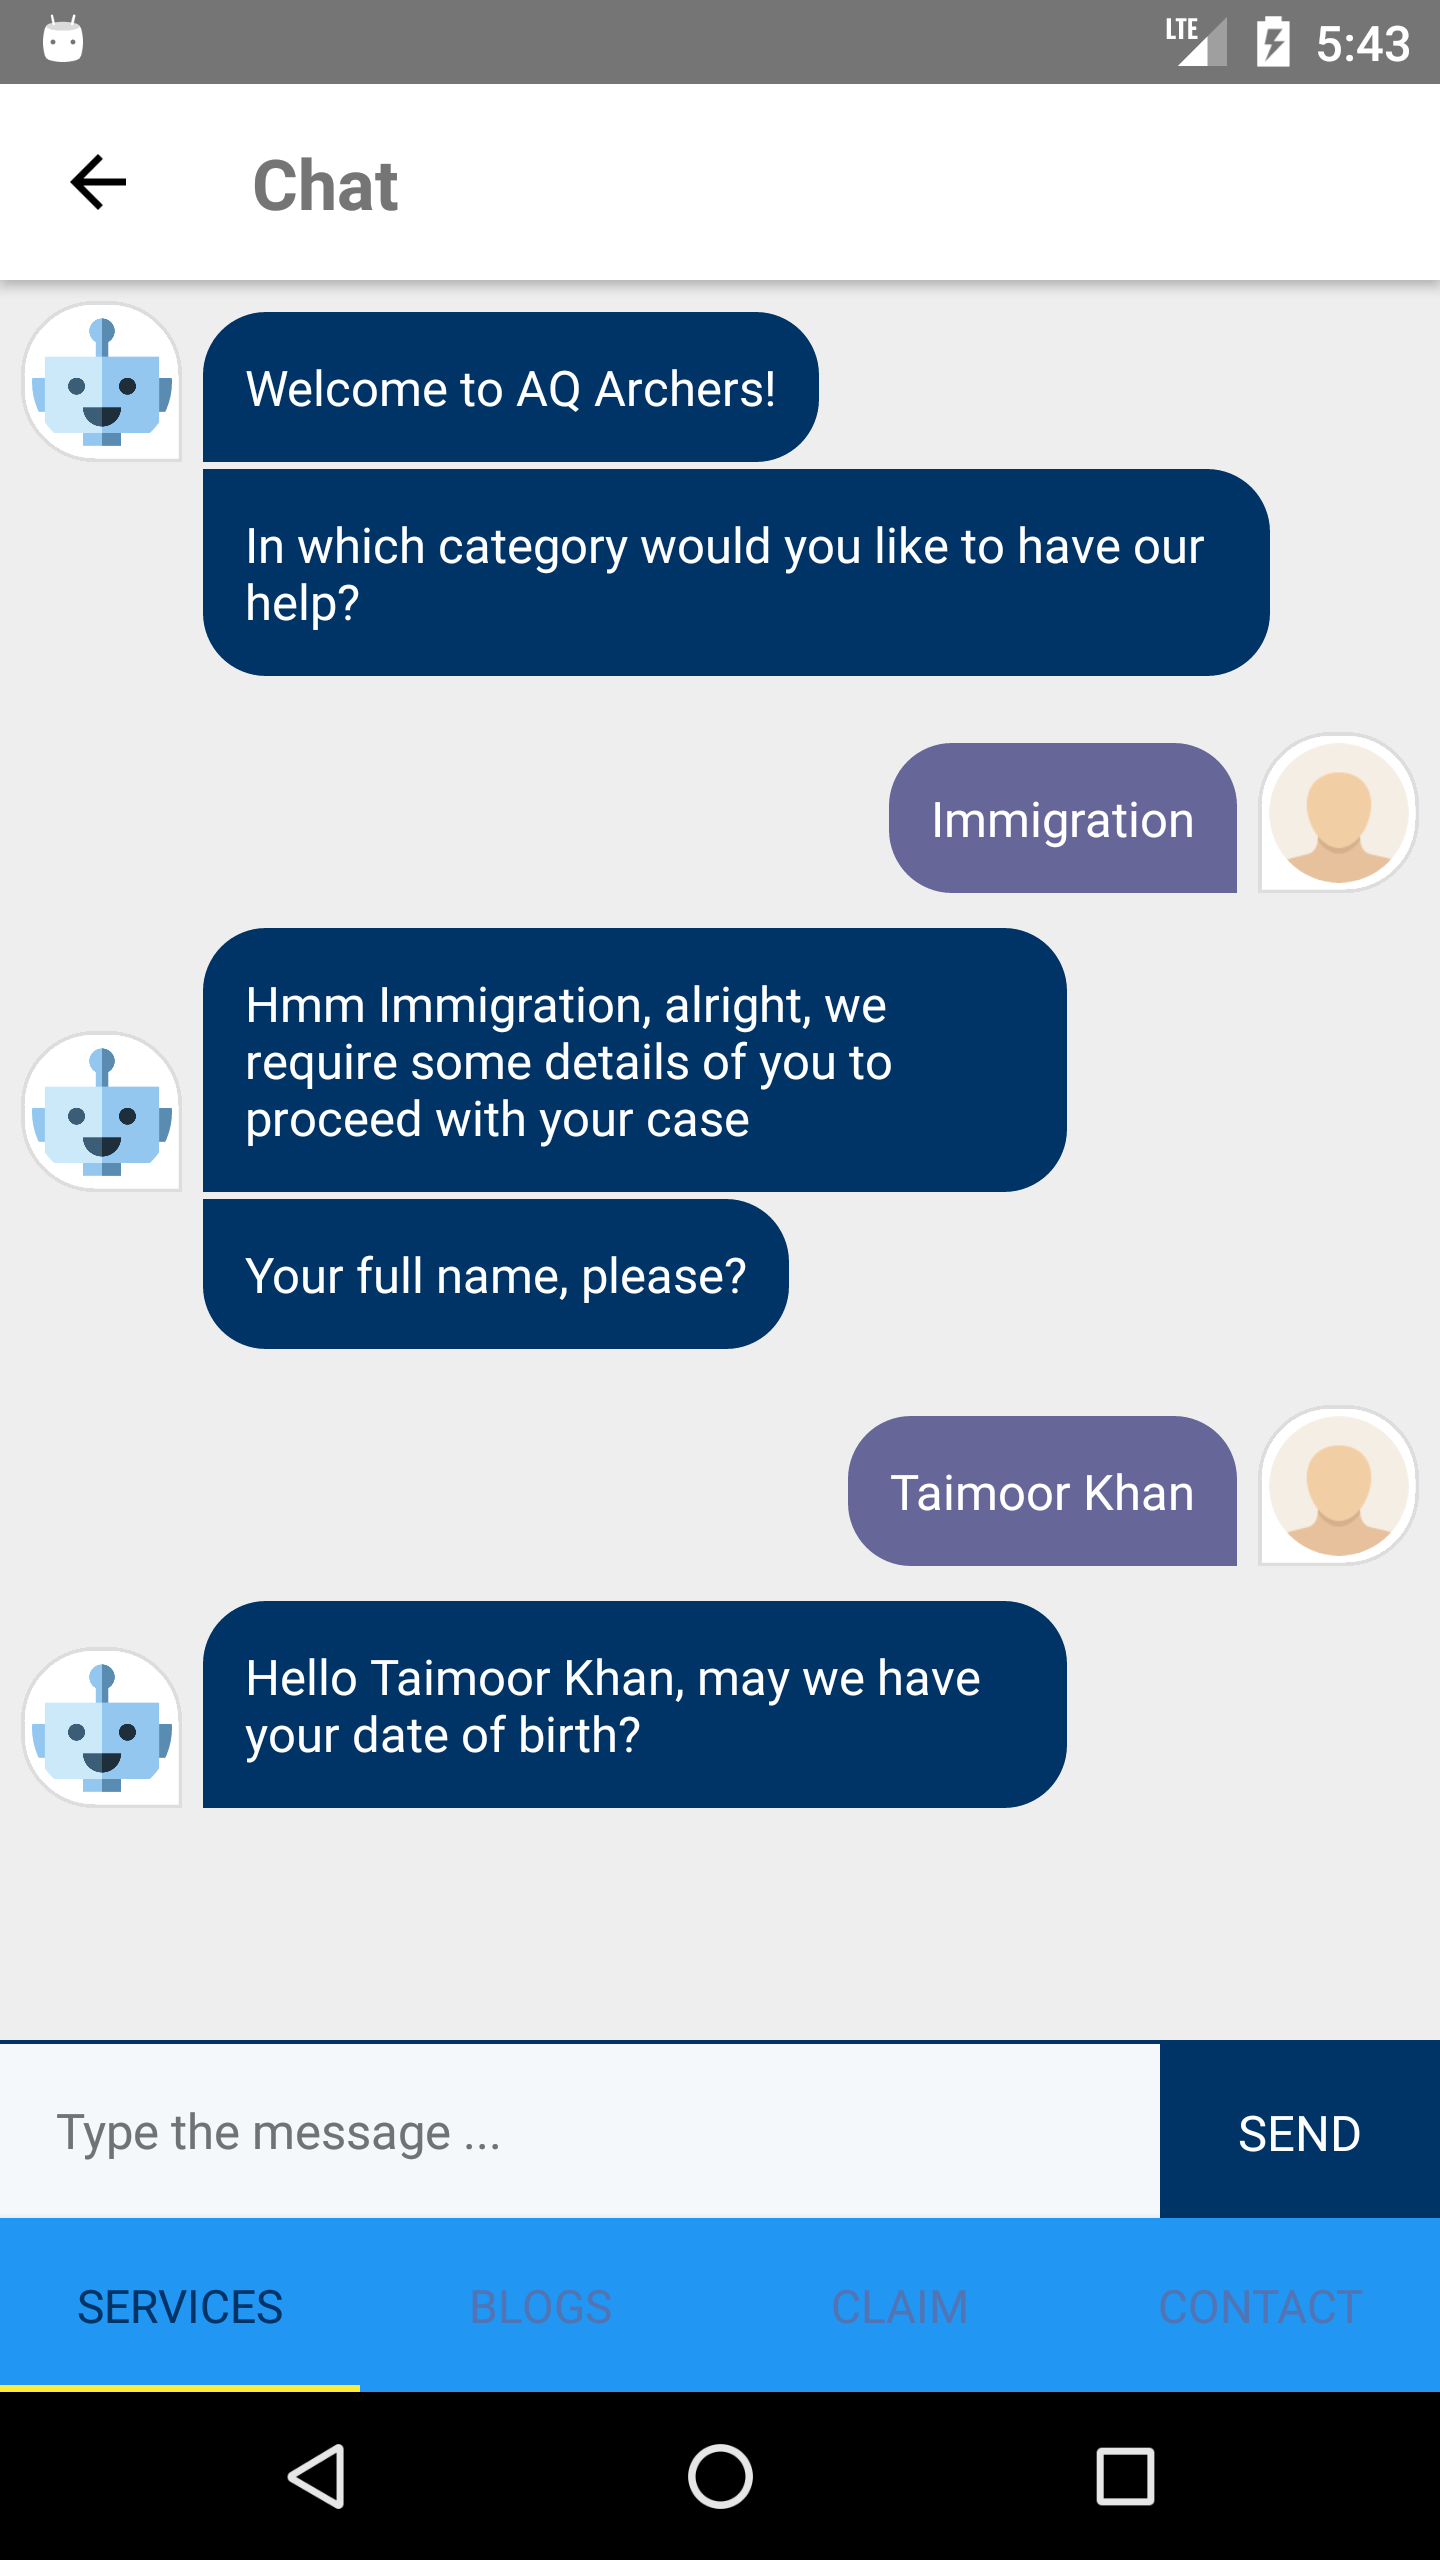 LTE 5:43
Chat
Welcome to AQ Archers!
In which category would you like to have our
help?
Immigration
Hmm Immigration, alright, we
require some details of you to
proceed with your case
Your full name, please?
Taimoor Khan
Hello Taimoor Khan, may we have
your date of birth?
Type the message ...
SEND
SERVICES BLOGS CLAIM CONTACT